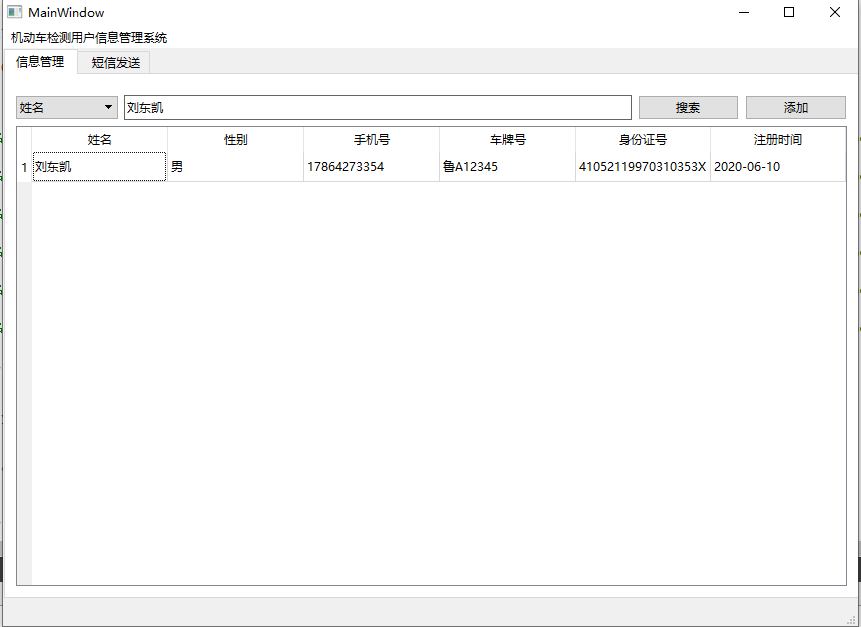 MainWindow
机动车检测用户信息管理系统
信息管理 短信发送
姓名 刘东凯 搜索 添加
姓名 性别 手机号 车牌号 身份证号 注册时间
1 刘东凯 男 17864273354 鲁A12345 41052119970310353X 2020-06-10